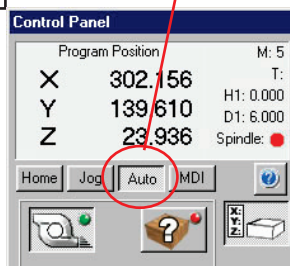 Control Panel
Program Position M: 5
X 302.156 T:
Y 139.610 H1: 0.000
D1: 6.000
Z 23.936 Spindle:
Home Jog Auto MDI ?
? X: Y: Z: